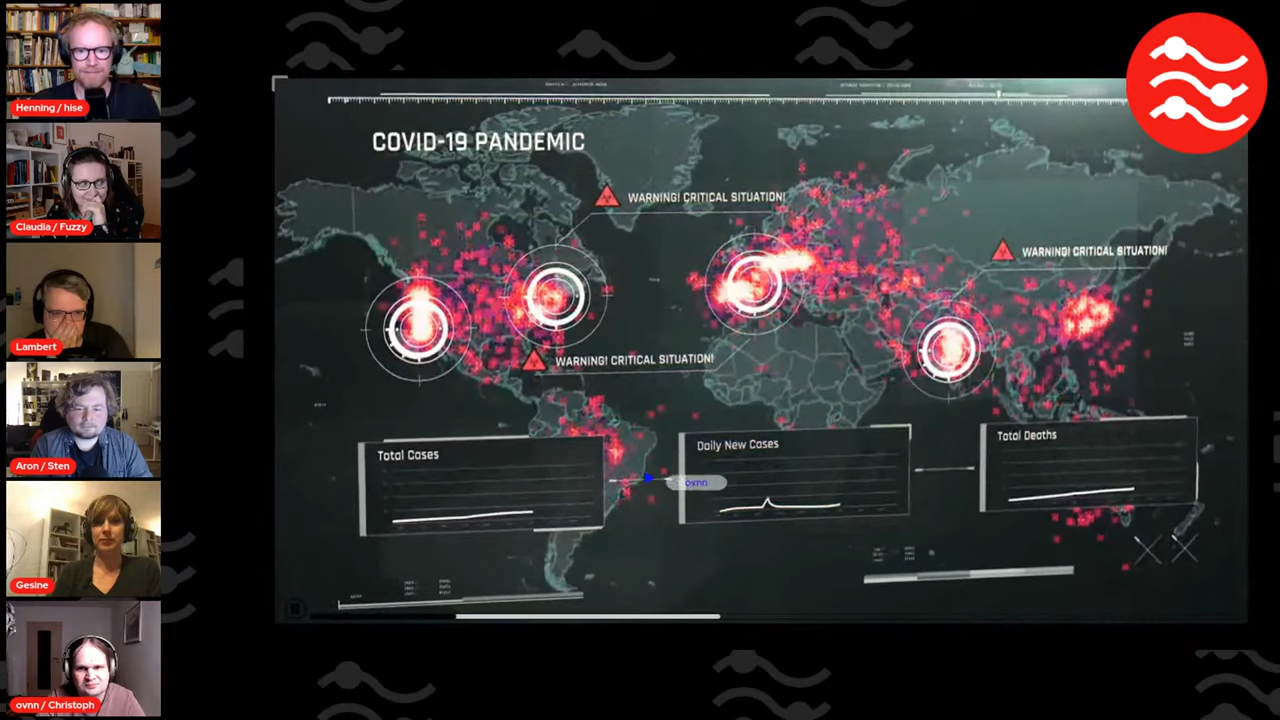 Henning / hise
Claudia / Fuzzy
Lambert
Aron / Sten
Gesine
ovnn / Christoph
COVID-19 PANDEMIC
WARNING! CRITICAL SITUATION!
WARNING! CRITICAL SITUATION!
WARNING! CRITICAL SITUATION!
Total Cases
Daily New Cases
Total Deaths
ovnn